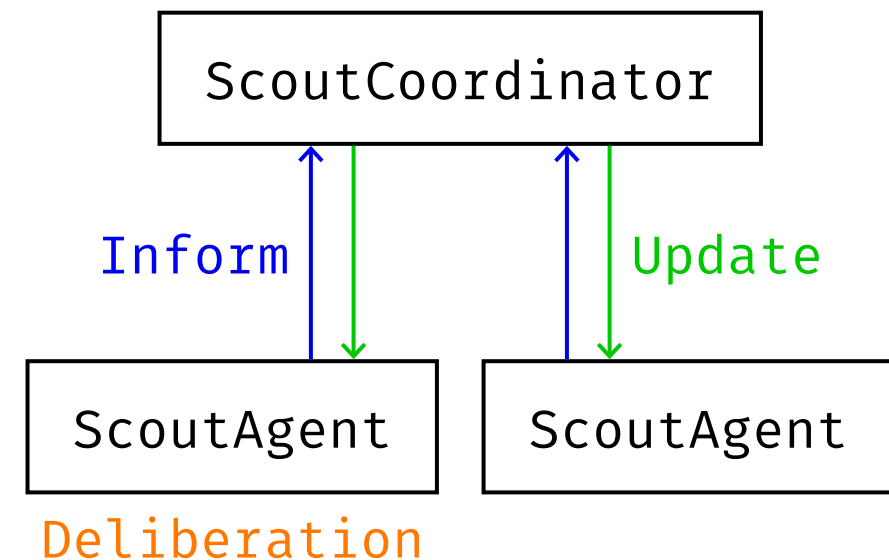 ScoutCoordinator
Inform
Update
ScoutAgent
ScoutAgent
Deliberation